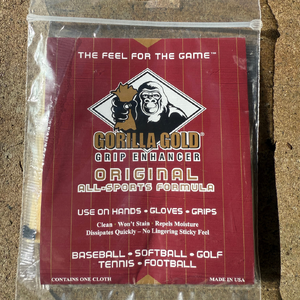 THE FEEL FOR THE GAME™
GORILLA GOLD®
GRIP ENHANCER
ORIGINAL
ALL-SPORTS FORMULA
USE ON HANDS • GLOVES • GRIPS
Clean · Won't Stain · Repels Moisture
Dissipates Quickly – No Lingering Sticky Feel
BASEBALL • SOFTBALL • GOLF
TENNIS • FOOTBALL
CONTAINS ONE CLOTH MADE IN USA